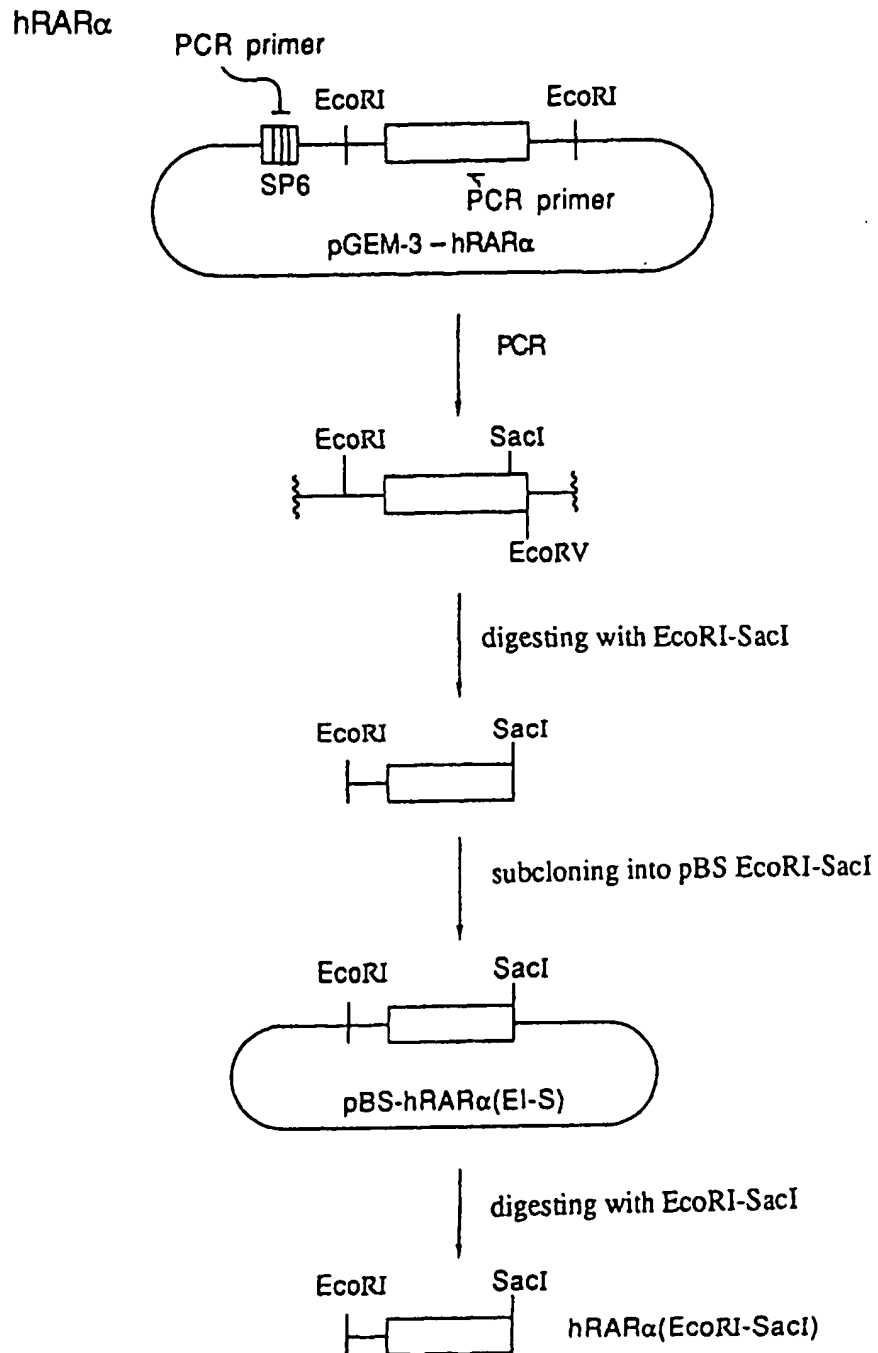 hRARα
PCR primer
EcoRI
EcoRI
SP6
PCR primer
pGEM-3 – hRARα
PCR
EcoRI
SacI
EcoRV
digesting with EcoRI-SacI
EcoRI
SacI
subcloning into pBS EcoRI-SacI
EcoRI
SacI
pBS-hRARα(EI-S)
digesting with EcoRI-SacI
EcoRI
SacI
hRARα(EcoRI-SacI)